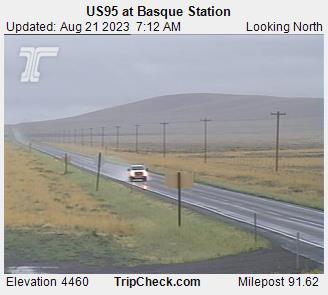 US95 at Basque Station
Updated: Aug 21 2023 7:12 AM Looking North
Elevation 4460 TripCheck.com Milepost 91.62